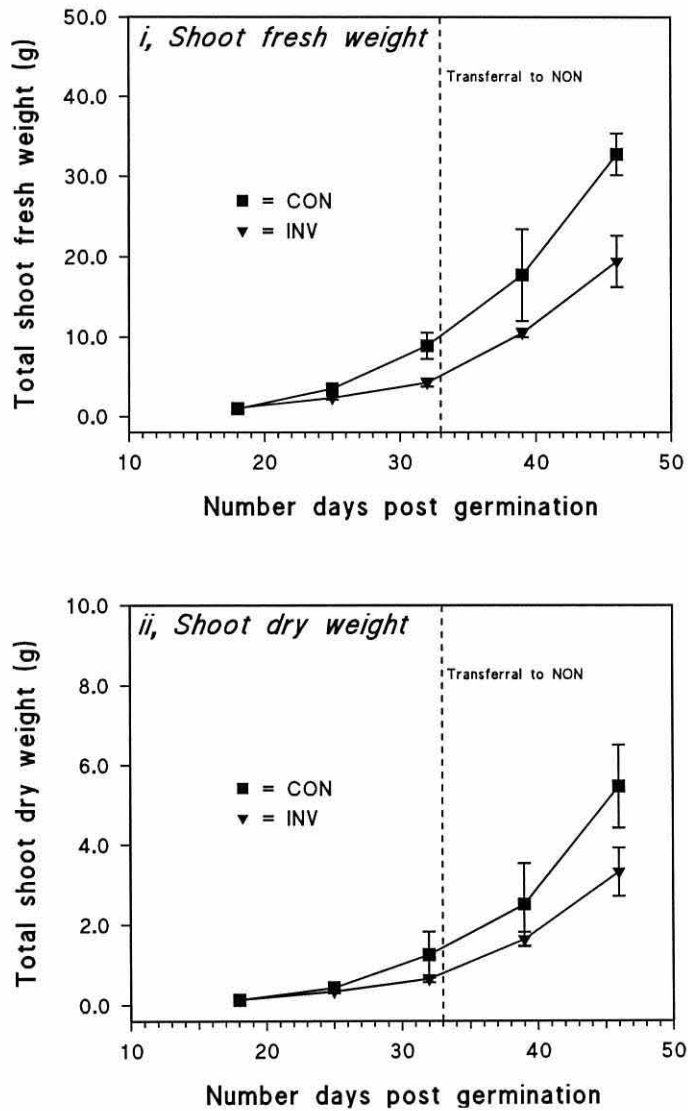 i, Shoot fresh weight
Transferral to NON
■ = CON
▼ = INV
Total shoot fresh weight (g)
50.0
40.0
30.0
20.0
10.0
0.0
10 20 30 40 50
Number days post germination
ii, Shoot dry weight
Transferral to NON
■ = CON
▼ = INV
Total shoot dry weight (g)
10.0
8.0
6.0
4.0
2.0
0.0
10 20 30 40 50
Number days post germination